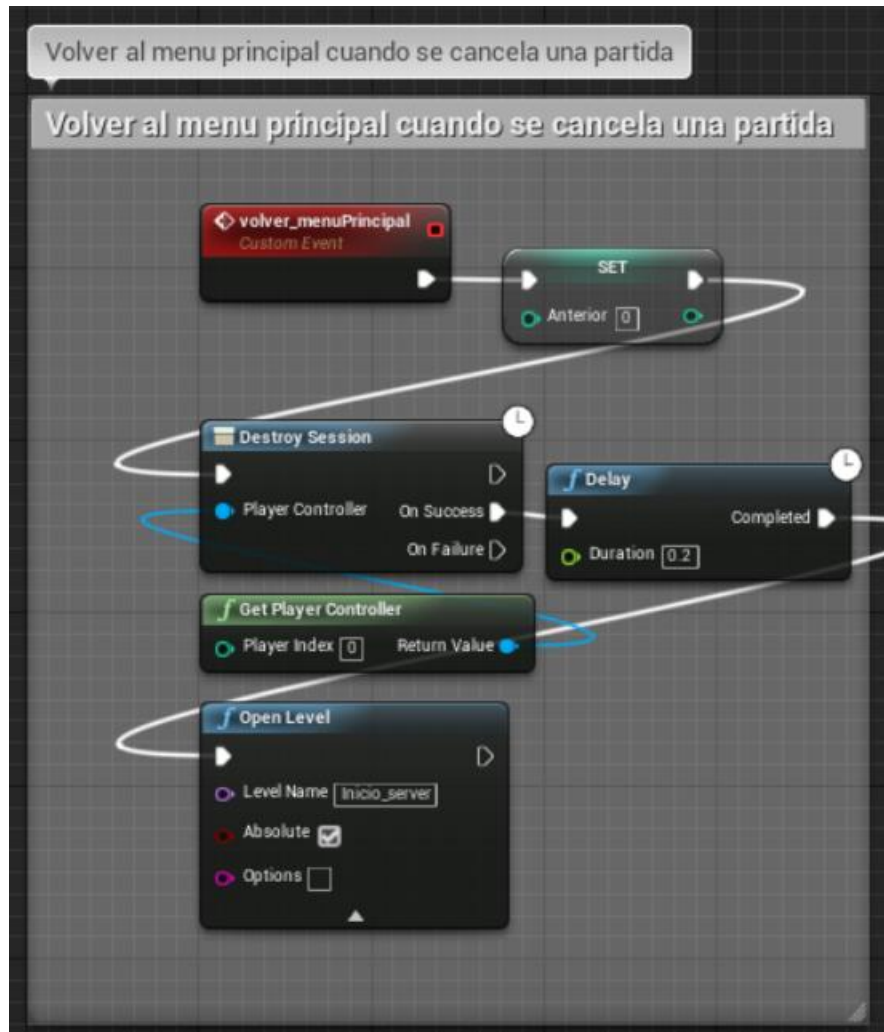 Volver al menu principal cuando se cancela una partida
Volver al menu principal cuando se cancela una partida
volver_menuPrincipal
Custom Event
SET
Anterior 0
Destroy Session
Player Controller On Success
On Failure
Delay
Completed
Duration 0.2
Get Player Controller
Player Index 0 Return Value
Open Level
Level Name Inicio_server
Absolute
Options